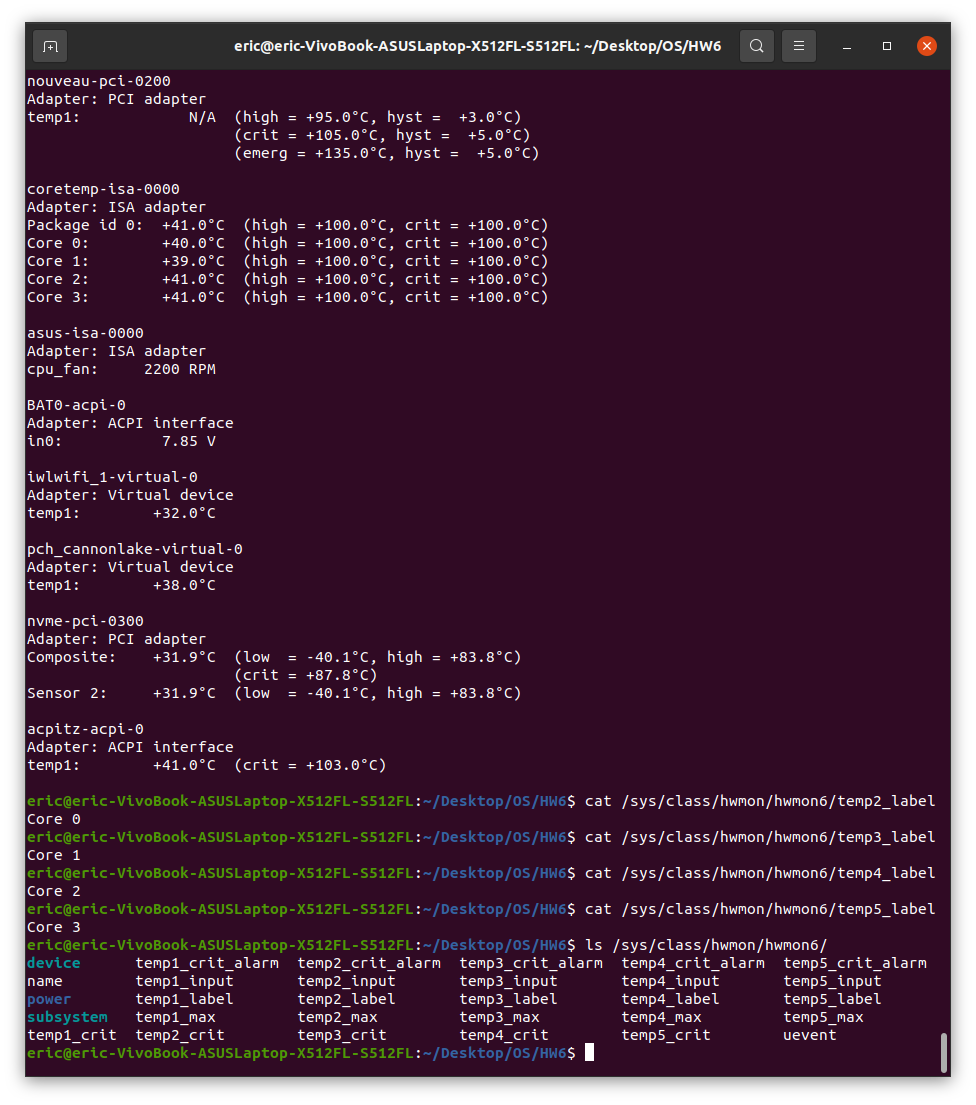 eric@eric-VivoBook-ASUSLaptop-X512FL-S512FL: ~/Desktop/OS/HW6
nouveau-pci-0200
Adapter: PCI adapter
temp1:            N/A  (high = +95.0°C, hyst =  +3.0°C)
                       (crit = +105.0°C, hyst =  +5.0°C)
                       (emerg = +135.0°C, hyst =  +5.0°C)
coretemp-isa-0000
Adapter: ISA adapter
Package id 0:  +41.0°C  (high = +100.0°C, crit = +100.0°C)
Core 0:        +40.0°C  (high = +100.0°C, crit = +100.0°C)
Core 1:        +39.0°C  (high = +100.0°C, crit = +100.0°C)
Core 2:        +41.0°C  (high = +100.0°C, crit = +100.0°C)
Core 3:        +41.0°C  (high = +100.0°C, crit = +100.0°C)
asus-isa-0000
Adapter: ISA adapter
cpu_fan:     2200 RPM
BAT0-acpi-0
Adapter: ACPI interface
in0:           7.85 V
iwlwifi_1-virtual-0
Adapter: Virtual device
temp1:        +32.0°C
pch_cannonlake-virtual-0
Adapter: Virtual device
temp1:        +38.0°C
nvme-pci-0300
Adapter: PCI adapter
Composite:    +31.9°C  (low  = -40.1°C, high = +83.8°C)
                       (crit = +87.8°C)
Sensor 2:     +31.9°C  (low  = -40.1°C, high = +83.8°C)
acpitz-acpi-0
Adapter: ACPI interface
temp1:        +41.0°C  (crit = +103.0°C)
eric@eric-VivoBook-ASUSLaptop-X512FL-S512FL:~/Desktop/OS/HW6$ cat /sys/class/hwmon/hwmon6/temp2_label
Core 0
eric@eric-VivoBook-ASUSLaptop-X512FL-S512FL:~/Desktop/OS/HW6$ cat /sys/class/hwmon/hwmon6/temp3_label
Core 1
eric@eric-VivoBook-ASUSLaptop-X512FL-S512FL:~/Desktop/OS/HW6$ cat /sys/class/hwmon/hwmon6/temp4_label
Core 2
eric@eric-VivoBook-ASUSLaptop-X512FL-S512FL:~/Desktop/OS/HW6$ cat /sys/class/hwmon/hwmon6/temp5_label
Core 3
eric@eric-VivoBook-ASUSLaptop-X512FL-S512FL:~/Desktop/OS/HW6$ ls /sys/class/hwmon/hwmon6/
device      temp1_crit_alarm  temp2_crit_alarm  temp3_crit_alarm  temp4_crit_alarm  temp5_crit_alarm
name        temp1_input       temp2_input       temp3_input       temp4_input       temp5_input
power       temp1_label       temp2_label       temp3_label       temp4_label       temp5_label
subsystem   temp1_max         temp2_max         temp3_max         temp4_max         temp5_max
temp1_crit  temp2_crit        temp3_crit        temp4_crit        temp5_crit        uevent
eric@eric-VivoBook-ASUSLaptop-X512FL-S512FL:~/Desktop/OS/HW6$